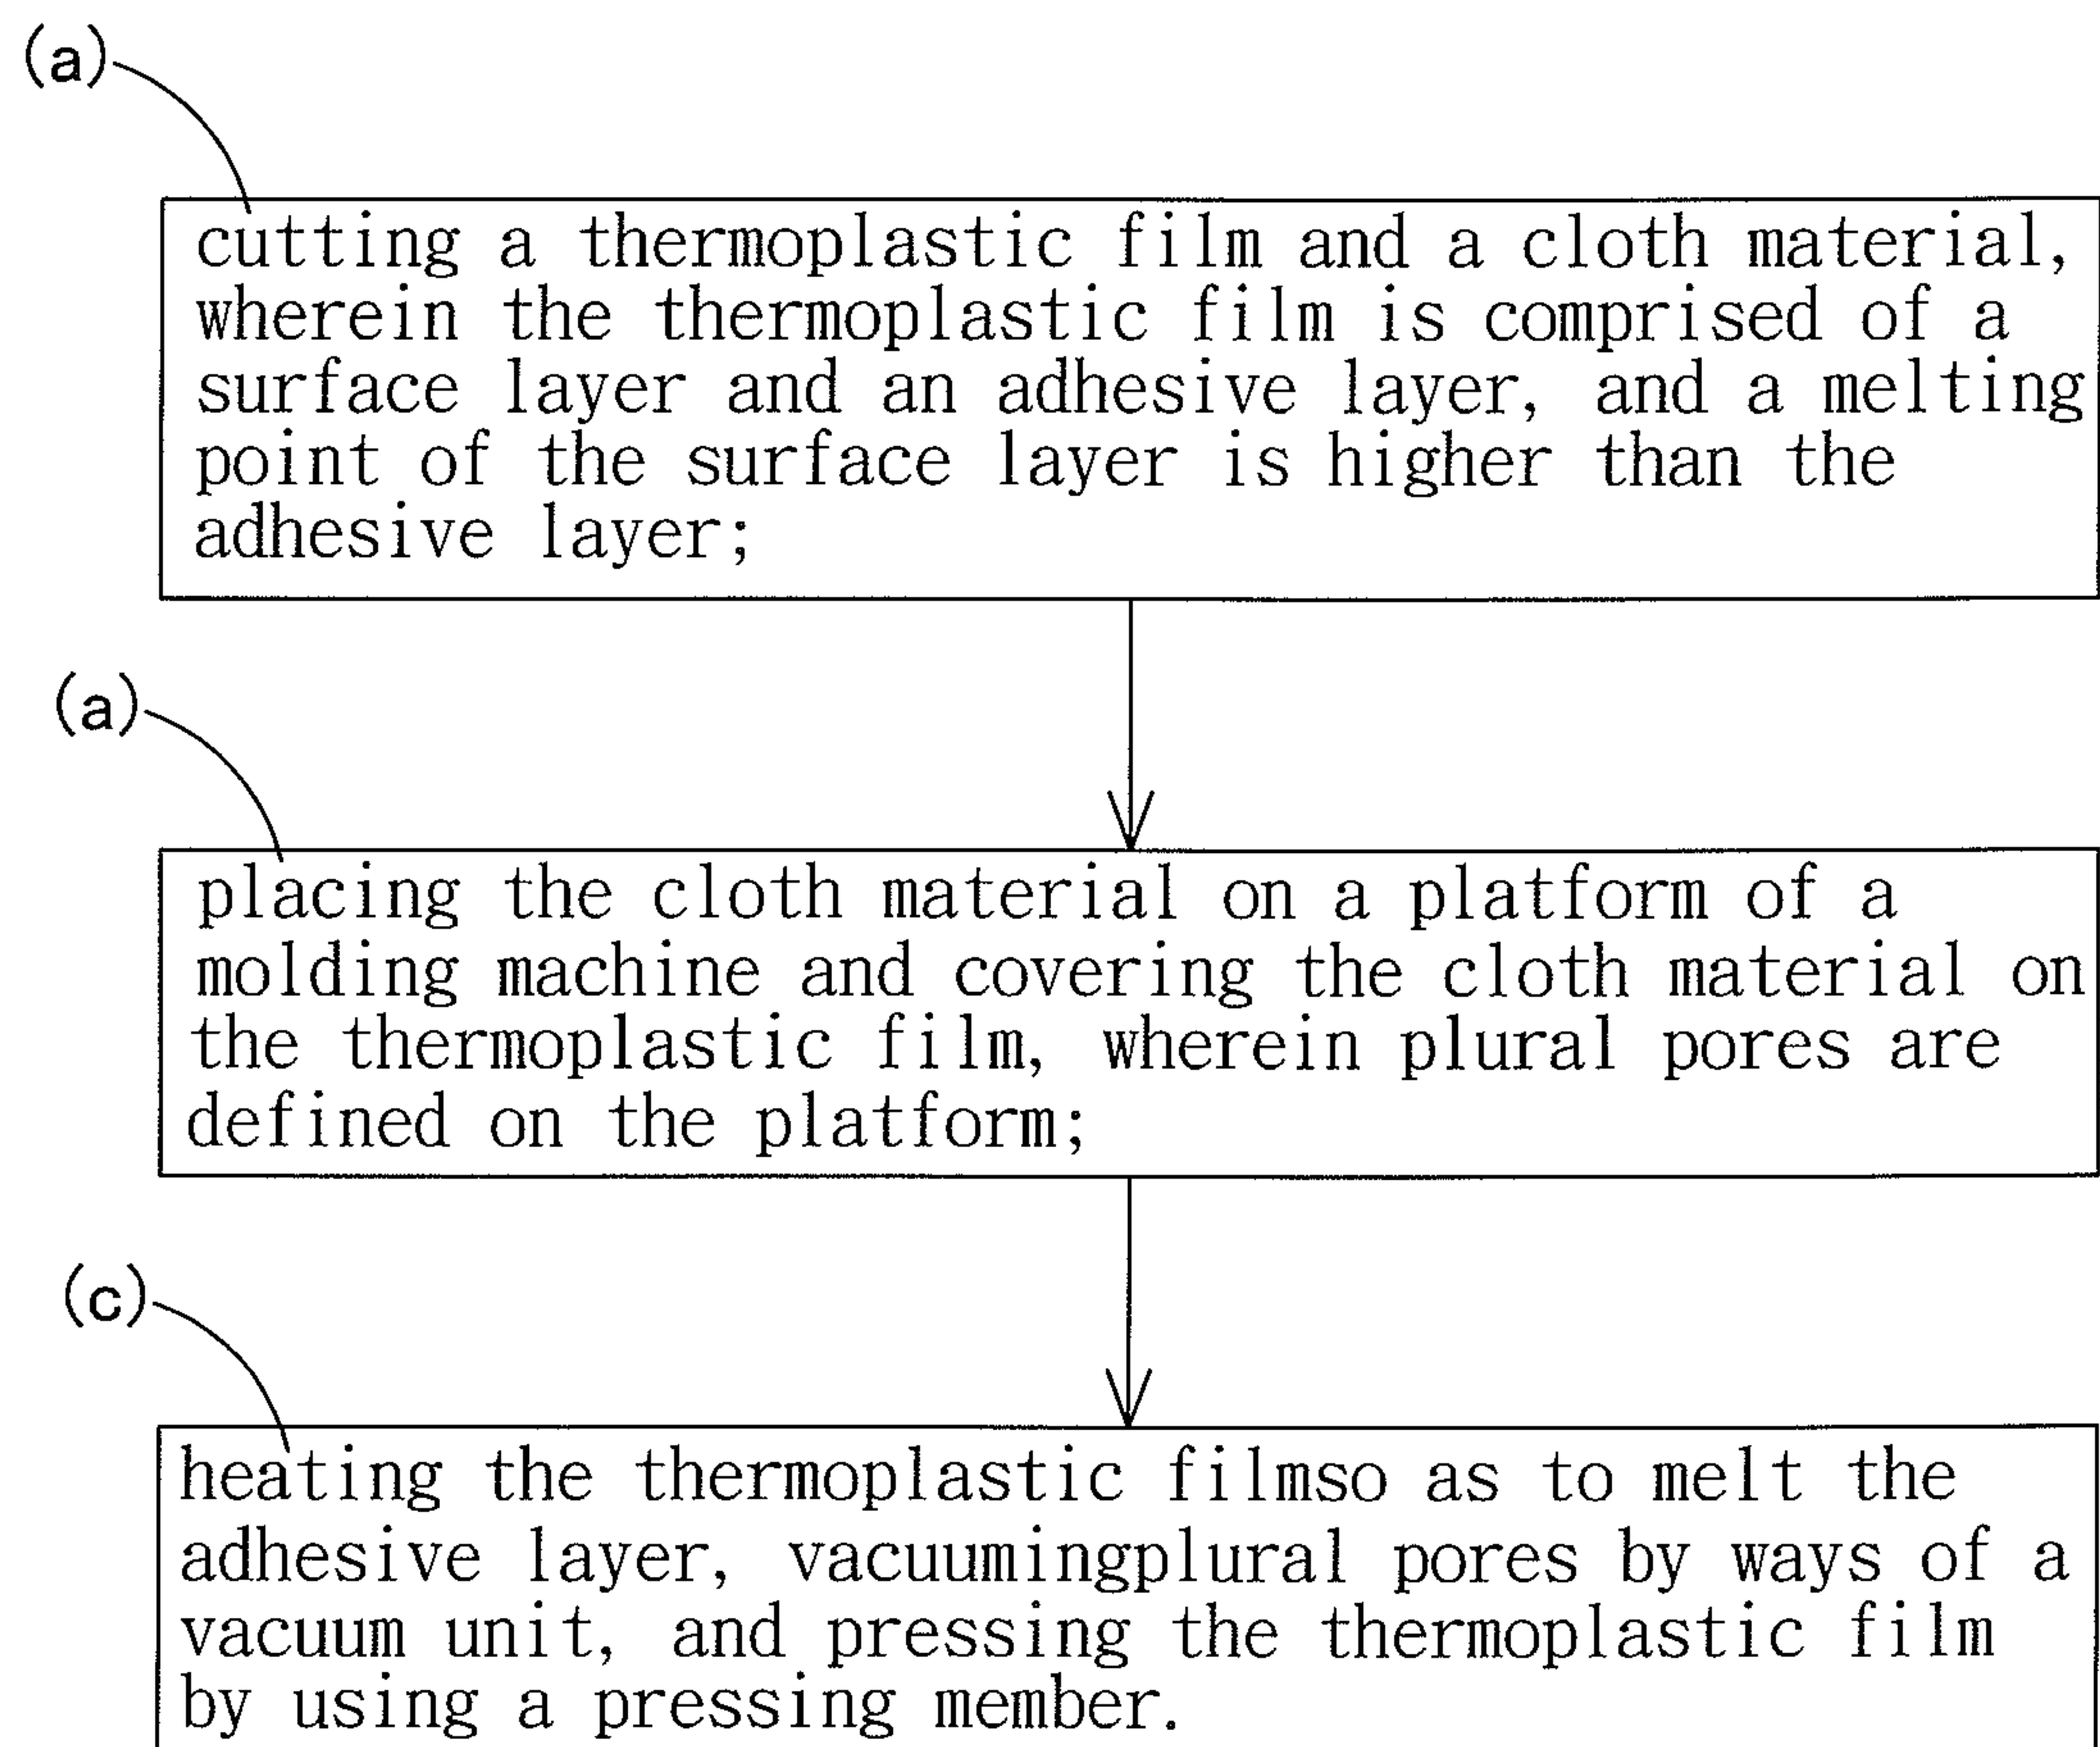 (a)
cutting a thermoplastic film and a cloth material,
wherein the thermoplastic film is comprised of a
surface layer and an adhesive layer, and a melting
point of the surface layer is higher than the
adhesive layer;
(a)
placing the cloth material on a platform of a
molding machine and covering the cloth material on
the thermoplastic film, wherein plural pores are
defined on the platform;
(c)
heating the thermoplastic filmso as to melt the
adhesive layer, vacuumingplural pores by ways of a
vacuum unit, and pressing the thermoplastic film
by using a pressing member.